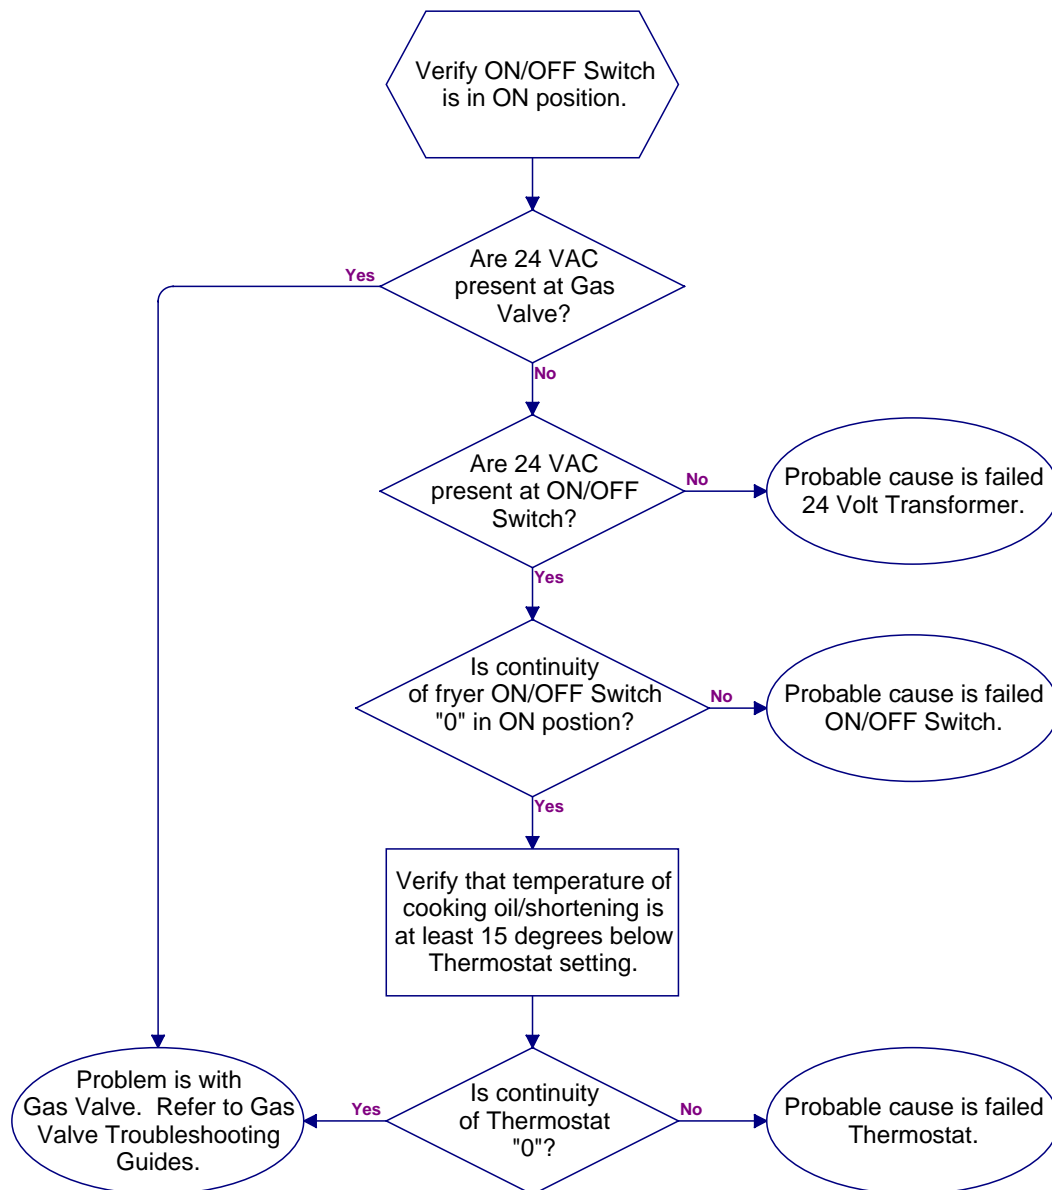 Verify ON/OFF Switch
is in ON position.
Are 24 VAC
present at Gas
Valve?
Yes
No
Are 24 VAC
present at ON/OFF
Switch?
No
Probable cause is failed
24 Volt Transformer.
Yes
Is continuity
of fryer ON/OFF Switch
"0" in ON postion?
No
Probable cause is failed
ON/OFF Switch.
Yes
Verify that temperature of
cooking oil/shortening is
at least 15 degrees below
Thermostat setting.
Is continuity
of Thermostat
"0"?
Yes
Problem is with
Gas Valve.  Refer to Gas
Valve Troubleshooting
Guides.
No
Probable cause is failed
Thermostat.